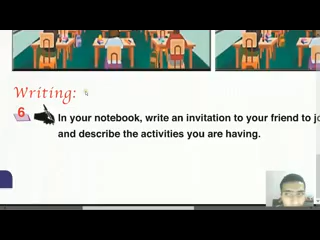 Writing:
6
In your notebook, write an invitation to your friend to
and describe the activities you are having.